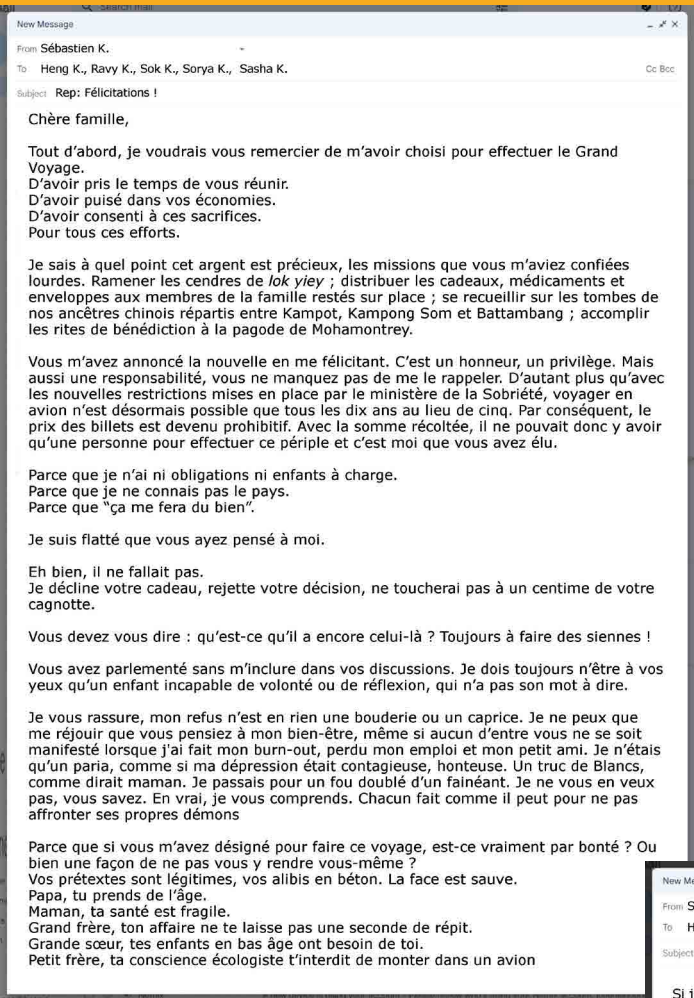 Search mail
New Message
From Sébastien K.
To Heng K., Ravy K., Sok K., Sorya K., Sasha K.
Cc Bcc
Subject Rep: Félicitations !
Chère famille,
Tout d’abord, je voudrais vous remercier de m’avoir choisi pour effectuer le Grand
Voyage.
D’avoir pris le temps de vous réunir.
D’avoir puisé dans vos économies.
D’avoir consenti à ces sacrifices.
Pour tous ces efforts.
Je sais à quel point cet argent est précieux, les missions que vous m’aviez confiées
lourdes. Ramener les cendres de lok yiey ; distribuer les cadeaux, médicaments et
enveloppes aux membres de la famille restés sur place ; se recueillir sur les tombes de
nos ancêtres chinois répartis entre Kampot, Kampong Som et Battambang ; accomplir
les rites de bénédiction à la pagode de Mohamontrey.
Vous m’avez annoncé la nouvelle en me félicitant. C’est un honneur, un privilège. Mais
aussi une responsabilité, vous ne manquez pas de me le rappeler. D’autant plus qu’avec
les nouvelles restrictions mises en place par le ministère de la Sobriété, voyager en
avion n’est désormais possible que tous les dix ans au lieu de cinq. Par conséquent, le
prix des billets est devenu prohibitif. Avec la somme récoltée, il ne pouvait donc y avoir
qu’une personne pour effectuer ce périple et c’est moi que vous avez élu.
Parce que je n’ai ni obligations ni enfants à charge.
Parce que je ne connais pas le pays.
Parce que “ça me fera du bien”.
Je suis flatté que vous ayez pensé à moi.
Eh bien, il ne fallait pas.
Je décline votre cadeau, rejette votre décision, ne toucherai pas à un centime de votre
cagnotte.
Vous devez vous dire : qu’est-ce qu’il a encore celui-là ? Toujours à faire des siennes !
Vous avez parlementé sans m’inclure dans vos discussions. Je dois toujours n’être à vos
yeux qu’un enfant incapable de volonté ou de réflexion, qui n’a pas son mot à dire.
Je vous rassure, mon refus n’est en rien une bouderie ou un caprice. Je ne peux que
me réjouir que vous pensiez à mon bien-être, même si aucun d’entre vous ne se soit
manifesté lorsque j'ai fait mon burn-out, perdu mon emploi et mon petit ami. Je n’étais
qu’un paria, comme si ma dépression était contagieuse, honteuse. Un truc de Blancs,
comme dirait maman. Je passais pour un fou doublé d’un fainéant. Je ne vous en veux
pas, vous savez. En vrai, je vous comprends. Chacun fait comme il peut pour ne pas
affronter ses propres démons
Parce que si vous m’avez désigné pour faire ce voyage, est-ce vraiment par bonté ? Ou
bien une façon de ne pas vous y rendre vous-même ?
Vos prétextes sont légitimes, vos alibis en béton. La face est sauve.
Papa, tu prends de l’âge.
Maman, ta santé est fragile.
Grand frère, ton affaire ne te laisse pas une seconde de répit.
Grande sœur, tes enfants en bas âge ont besoin de toi.
Petit frère, ta conscience écologiste t’interdit de monter dans un avion
New Me
From S
To H
Subject
Si j